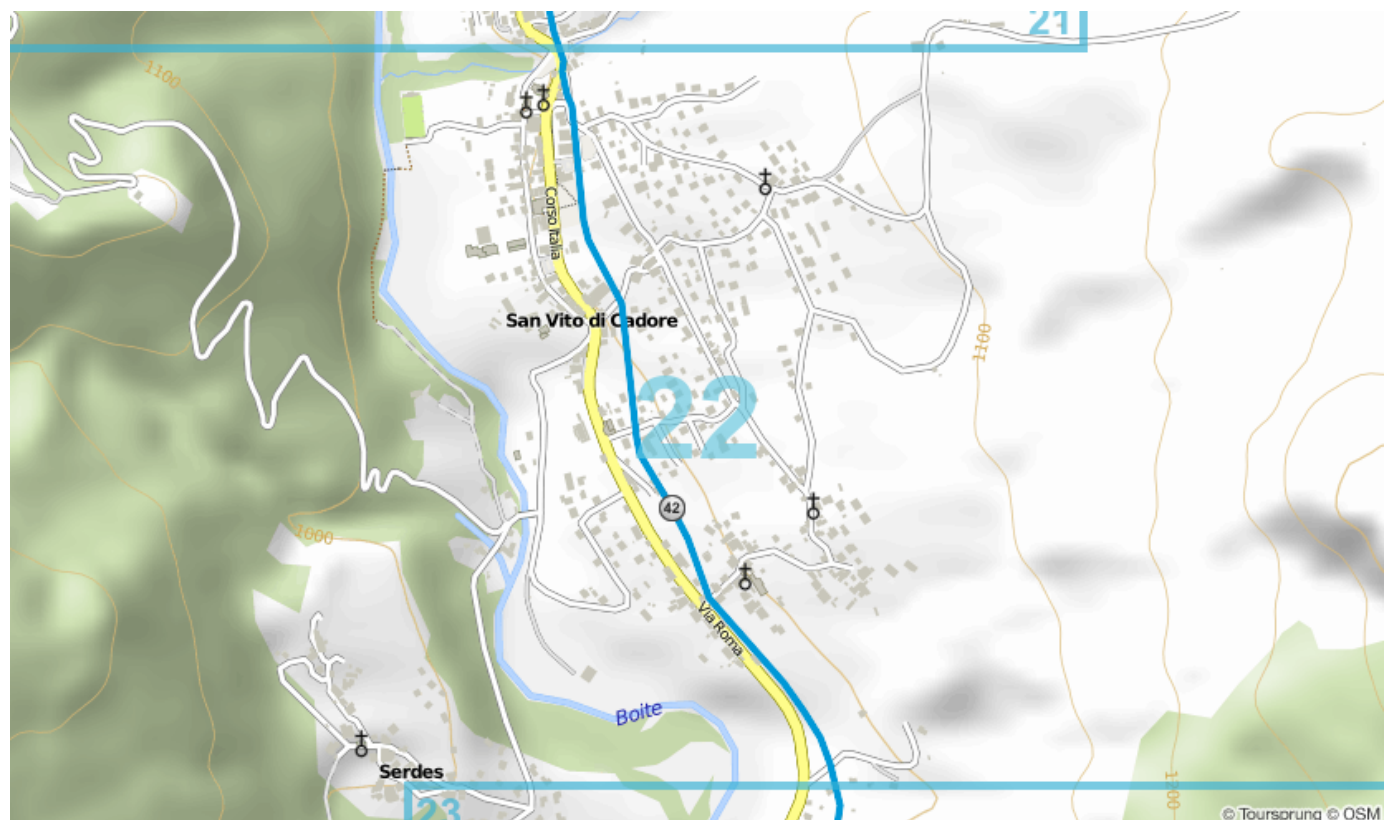 21
1100
Corso Italia
San Vito di Cadore
1100
22
42
1000
Via Roma
Boite
Serdes
1200
23
© Toursprung © OSM